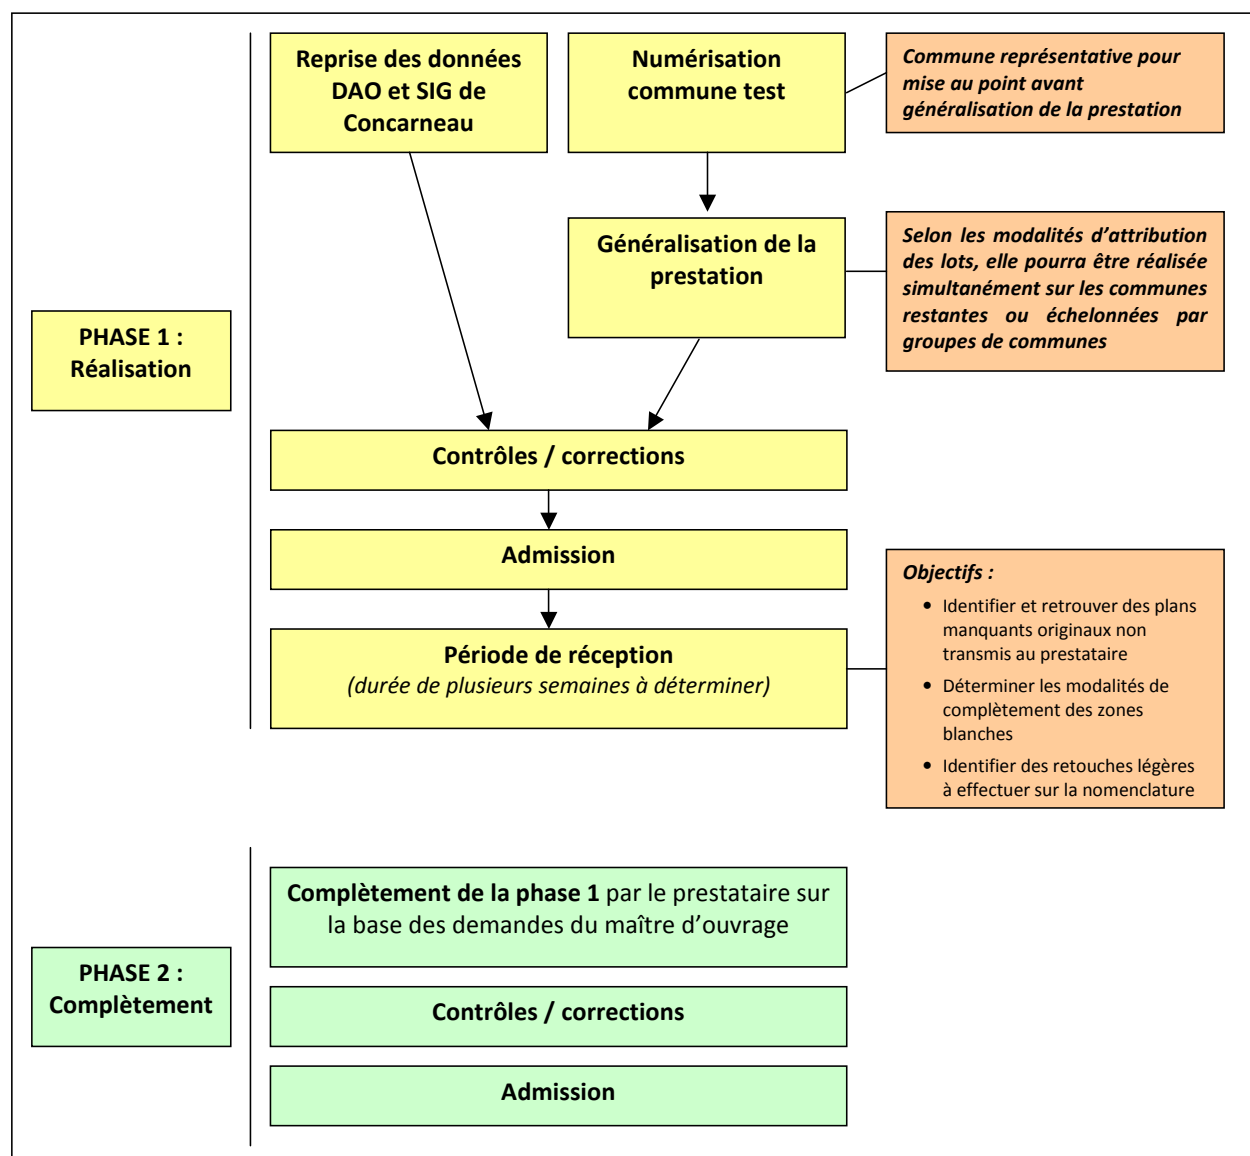 Reprise des données
DAO et SIG de
Concarneau
Numérisation
commune test
Commune représentative pour
mise au point avant
généralisation de la prestation
Généralisation de la
prestation
Selon les modalités d’attribution
des lots, elle pourra être réalisée
simultanément sur les communes
restantes ou échelonnées par
groupes de communes
PHASE 1 :
Réalisation
Contrôles / corrections
Admission
Période de réception
(durée de plusieurs semaines à déterminer)
Objectifs :
• Identifier et retrouver des plans
manquants originaux non
transmis au prestataire
• Déterminer les modalités de
complètement des zones
blanches
• Identifier des retouches légères
à effectuer sur la nomenclature
PHASE 2 :
Complètement
Complètement de la phase 1 par le prestataire sur
la base des demandes du maître d’ouvrage
Contrôles / corrections
Admission